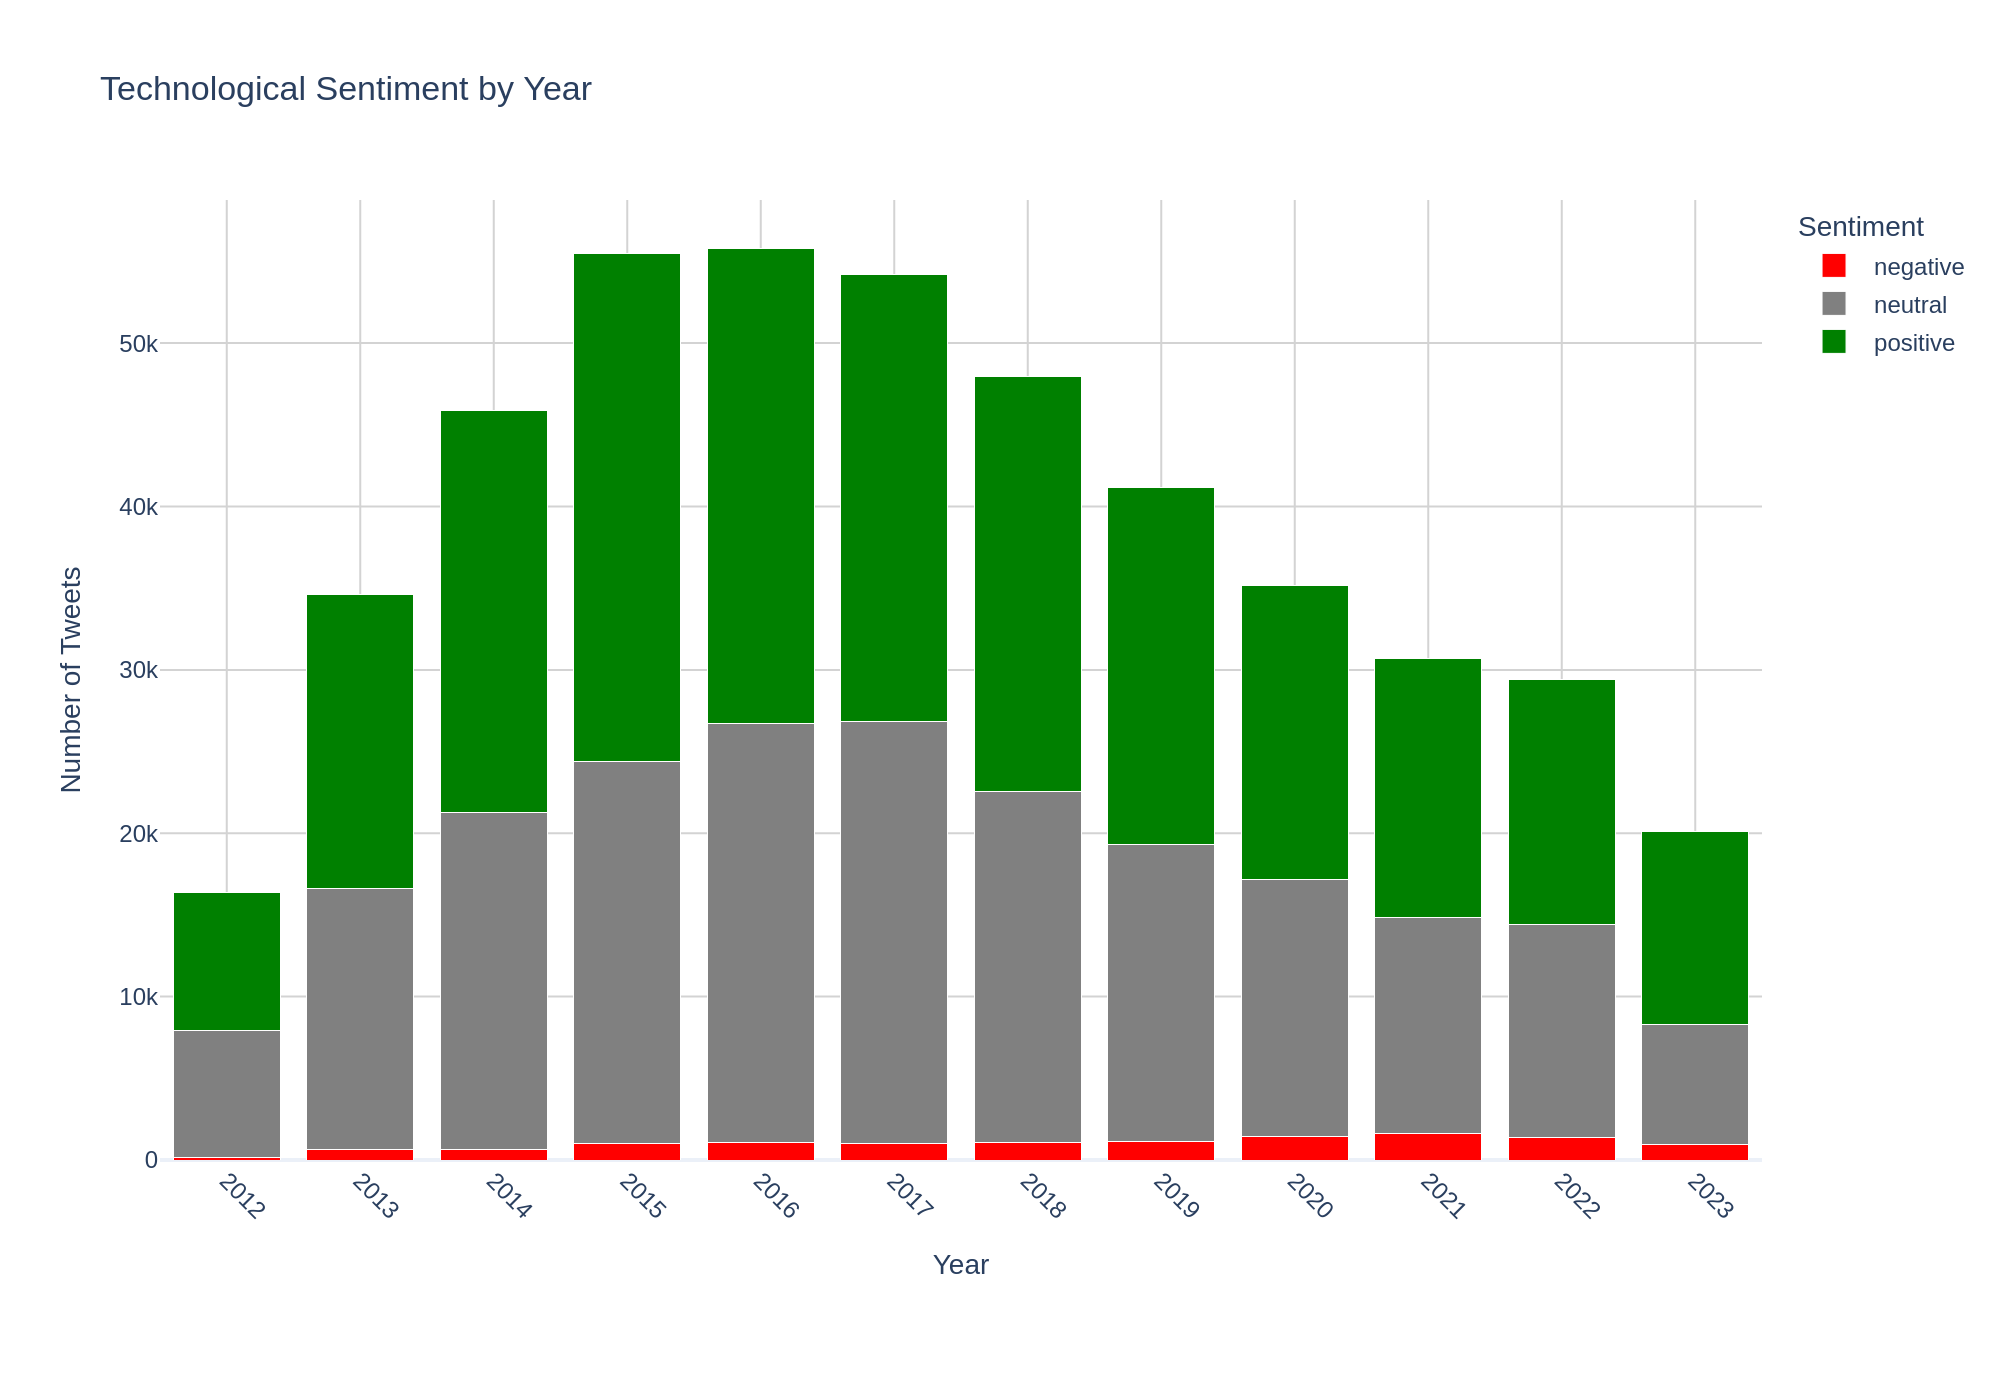 Technological Sentiment by Year
Sentiment
negative
neutral
positive
Number of Tweets
50k
40k
30k
20k
10k
0
2012
2013
2014
2015
2016
2017
2018
2019
2020
2021
2022
2023
Year